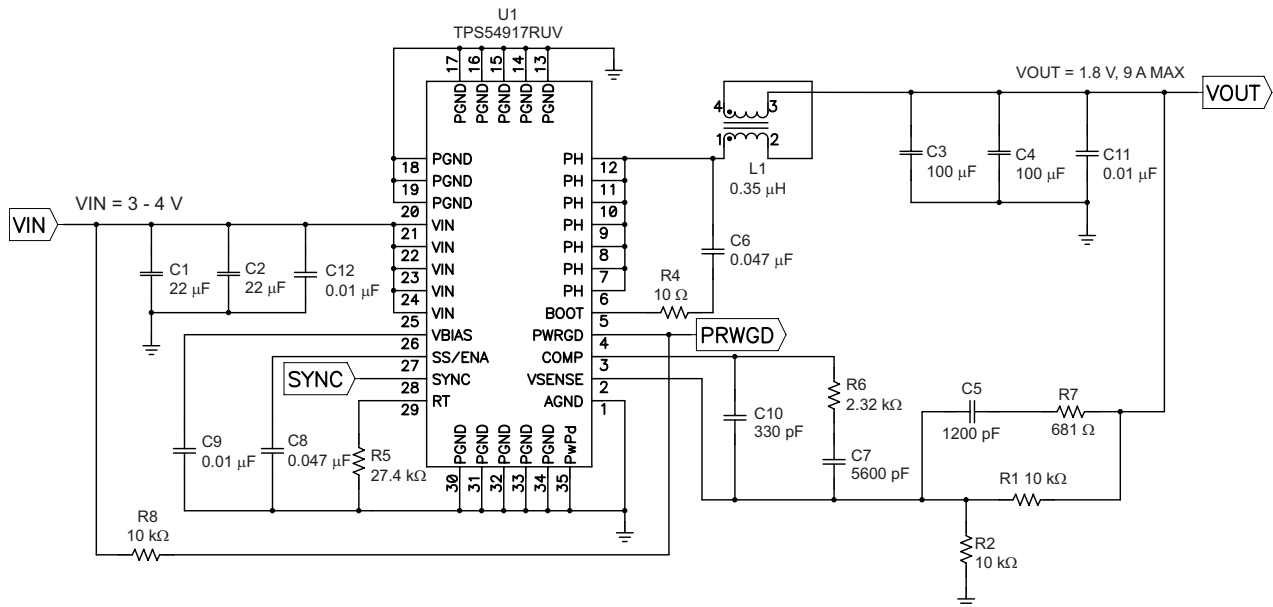 U1
TPS54917RUV
17 16 15 14 13
PGND PGND PGND PGND PGND
VOUT = 1.8 V, 9 A MAX
VOUT
4 3
1 2
L1
0.35 μH
C3
100 μF
C4
100 μF
C11
0.01 μF
VIN = 3 - 4 V
VIN
C1
22 μF
C2
22 μF
C12
0.01 μF
18 PGND
19 PGND
20 PGND
21 VIN
22 VIN
23 VIN
24 VIN
25 VIN
26 VBIAS
27 SS/ENA
28 SYNC
29 RT
PH 12
PH 11
PH 10
PH 9
PH 8
PH 7
PH 6
BOOT 5
PWRGD 4
COMP 3
VSENSE 2
AGND 1
C6
0.047 μF
R4
10 Ω
PRWGD
SYNC
C9
0.01 μF
C8
0.047 μF
R5
27.4 kΩ
PGND PGND PGND PGND PGND PwPd
30 31 32 33 34 35
R8
10 kΩ
C10
330 pF
R6
2.32 kΩ
C7
5600 pF
C5
1200 pF
R7
681 Ω
R1 10 kΩ
R2
10 kΩ